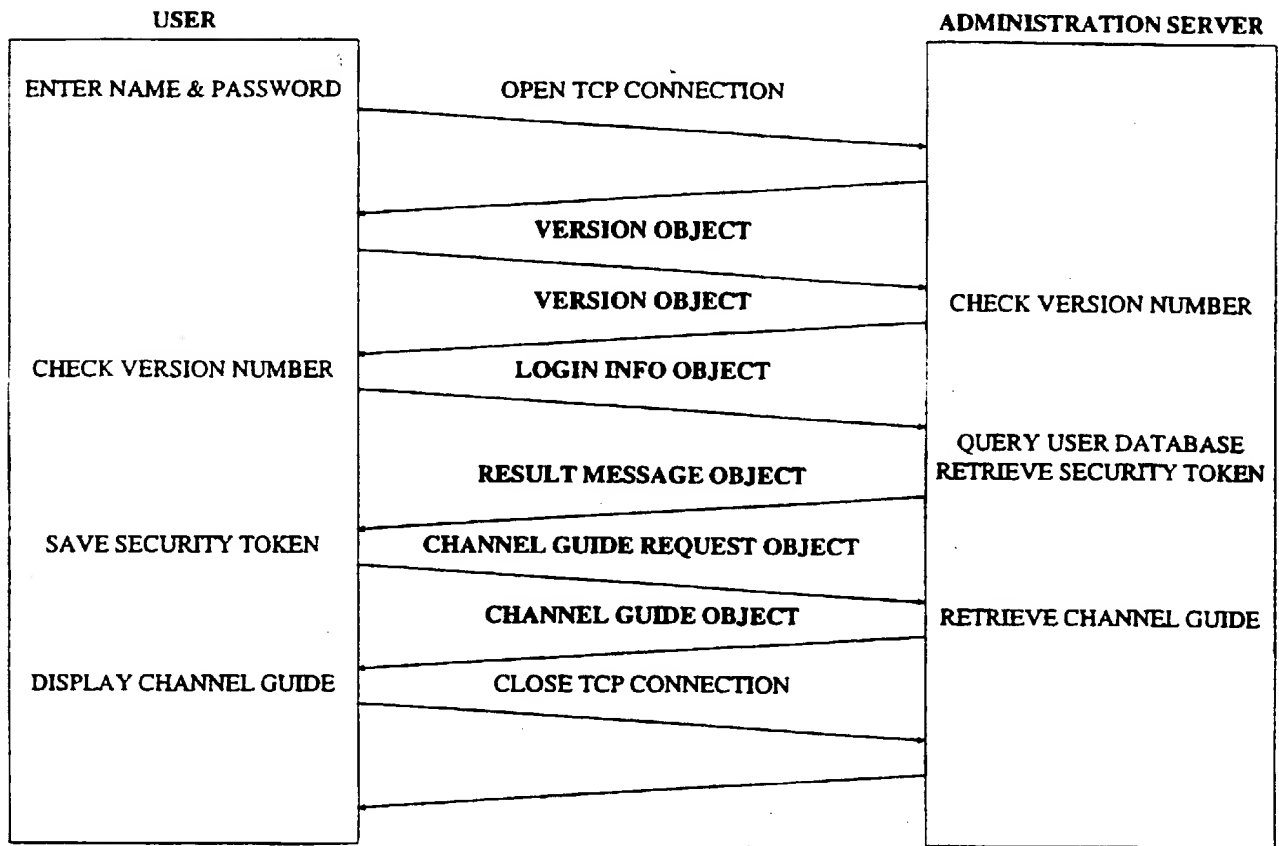 USER
ADMINISTRATION SERVER
ENTER NAME & PASSWORD
OPEN TCP CONNECTION
VERSION OBJECT
VERSION OBJECT
CHECK VERSION NUMBER
CHECK VERSION NUMBER
LOGIN INFO OBJECT
QUERY USER DATABASE
RESULT MESSAGE OBJECT
RETRIEVE SECURITY TOKEN
SAVE SECURITY TOKEN
CHANNEL GUIDE REQUEST OBJECT
CHANNEL GUIDE OBJECT
RETRIEVE CHANNEL GUIDE
DISPLAY CHANNEL GUIDE
CLOSE TCP CONNECTION